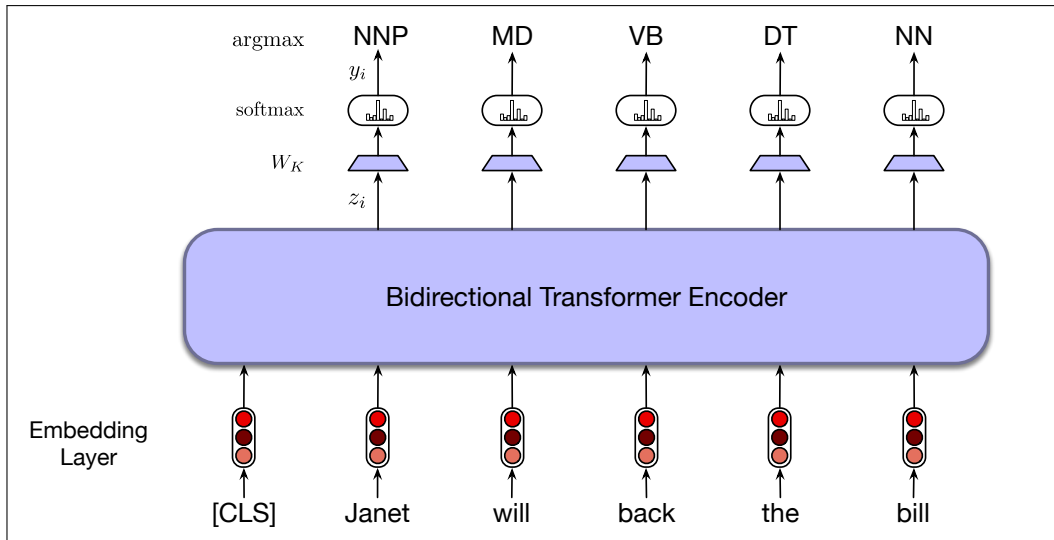 argmax NNP MD VB DT NN
y_i
softmax
W_K
z_i
Bidirectional Transformer Encoder
Embedding
Layer
[CLS] Janet will back the bill